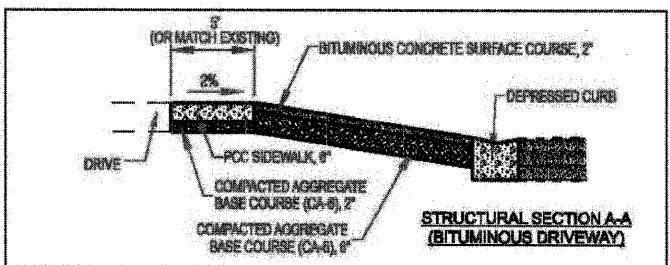 5'
(OR MATCH EXISTING)
BITUMINOUS CONCRETE SURFACE COURSE, 2"
2%
DEPRESSED CURB
DRIVE
PCC SIDEWALK, 6"
COMPACTED AGGREGATE
BASE COURSE (CA-6), 2"
COMPACTED AGGREGATE
BASE COURSE (CA-6), 6"
STRUCTURAL SECTION A-A
(BITUMINOUS DRIVEWAY)